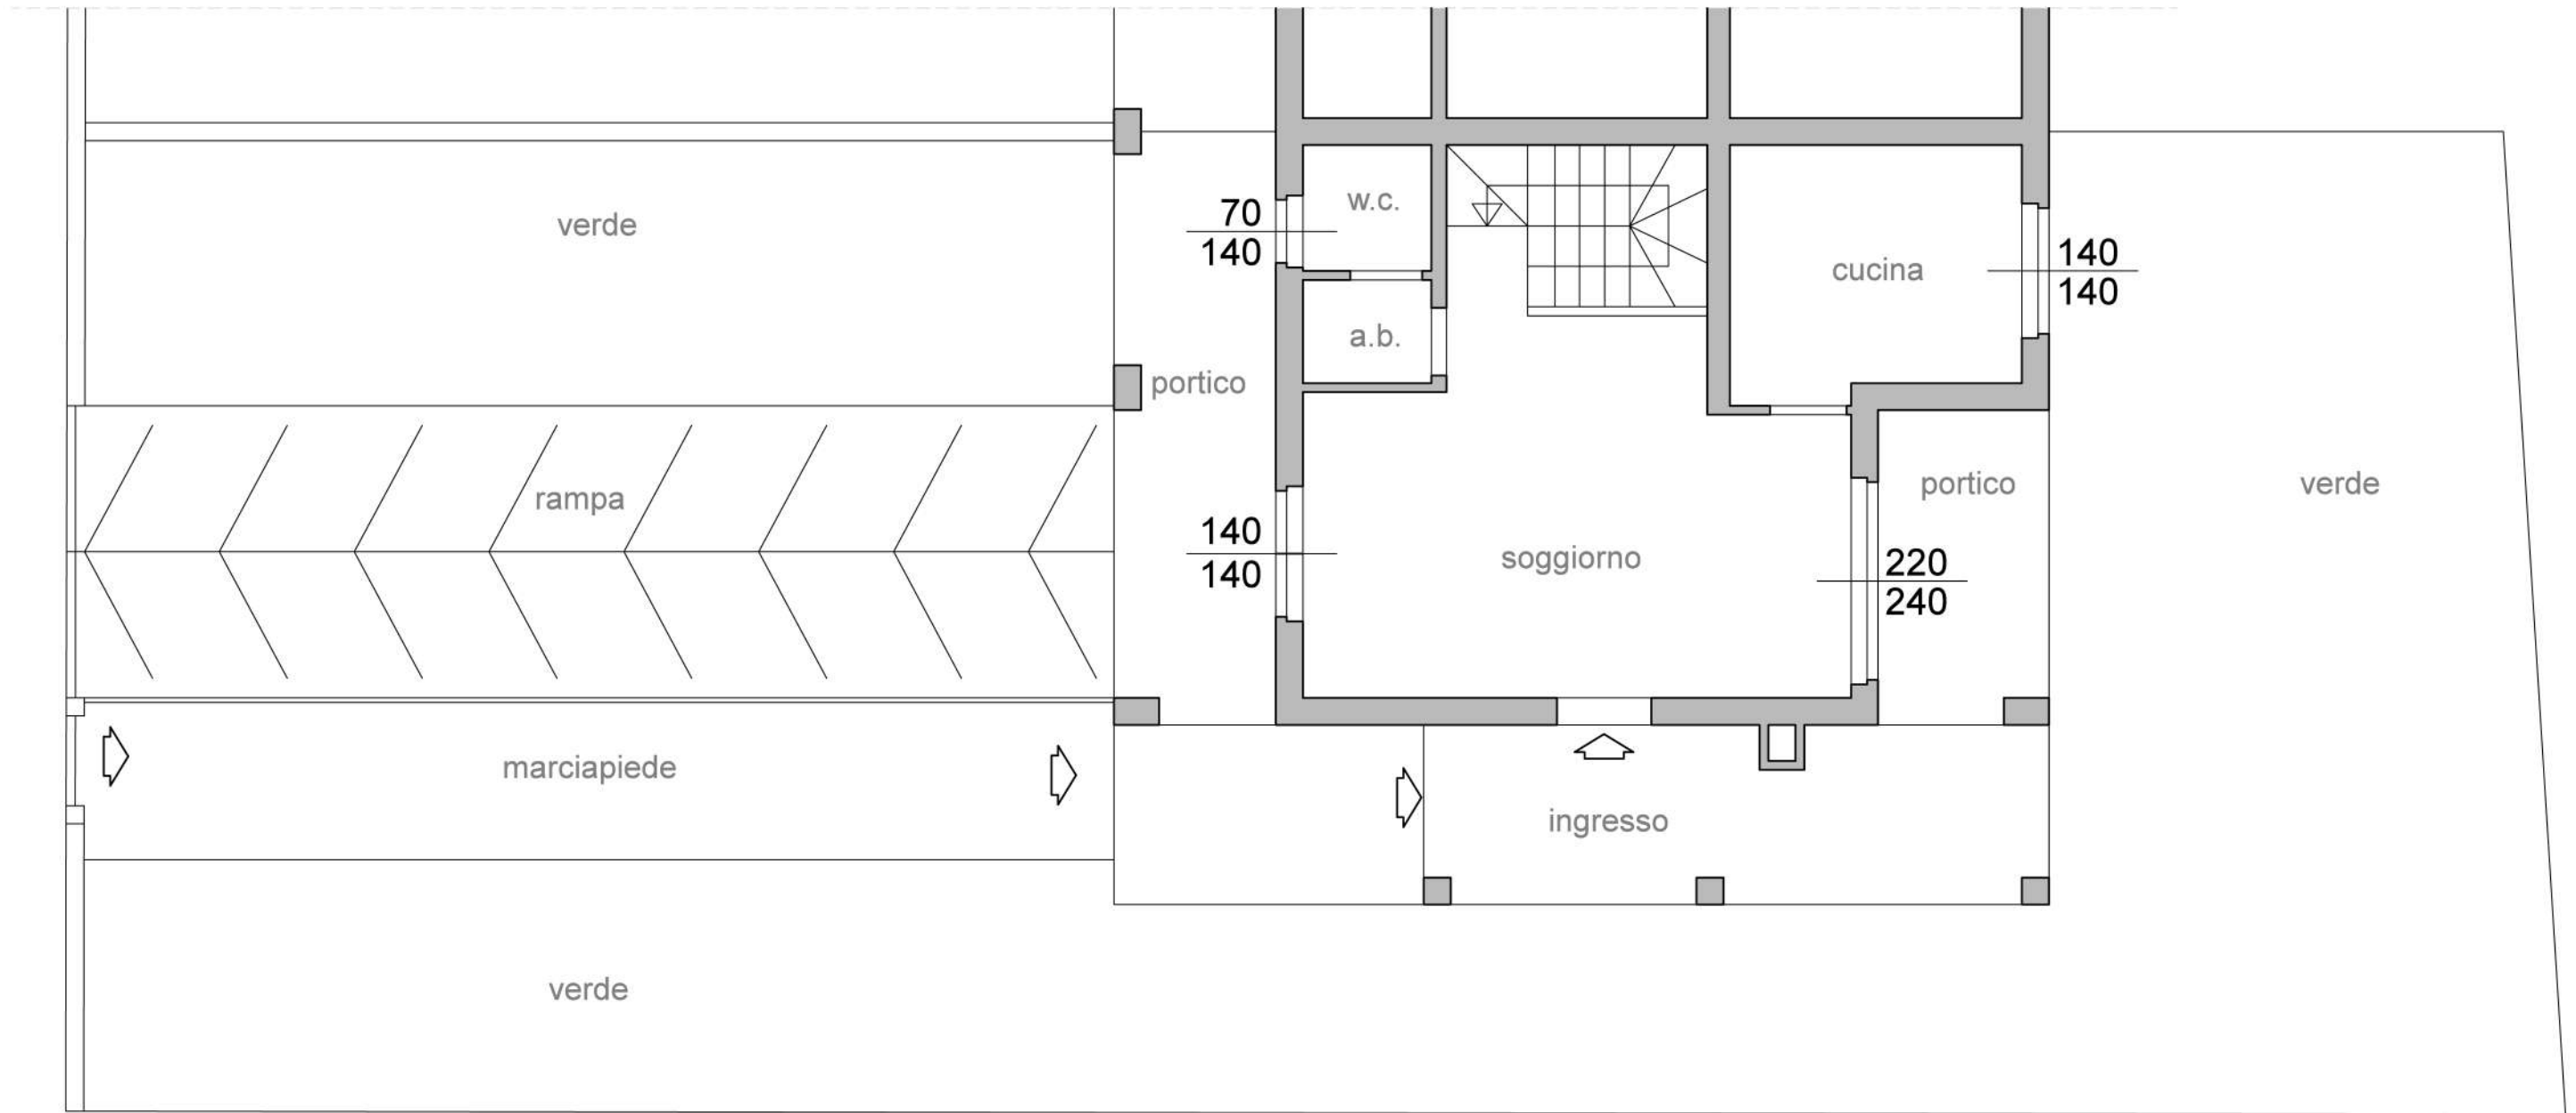 w.c.
70
140
verde
cucina
140
140
a.b.
portico
rampa
portico
verde
140
140
soggiorno
220
240
marciapiede
ingresso
verde